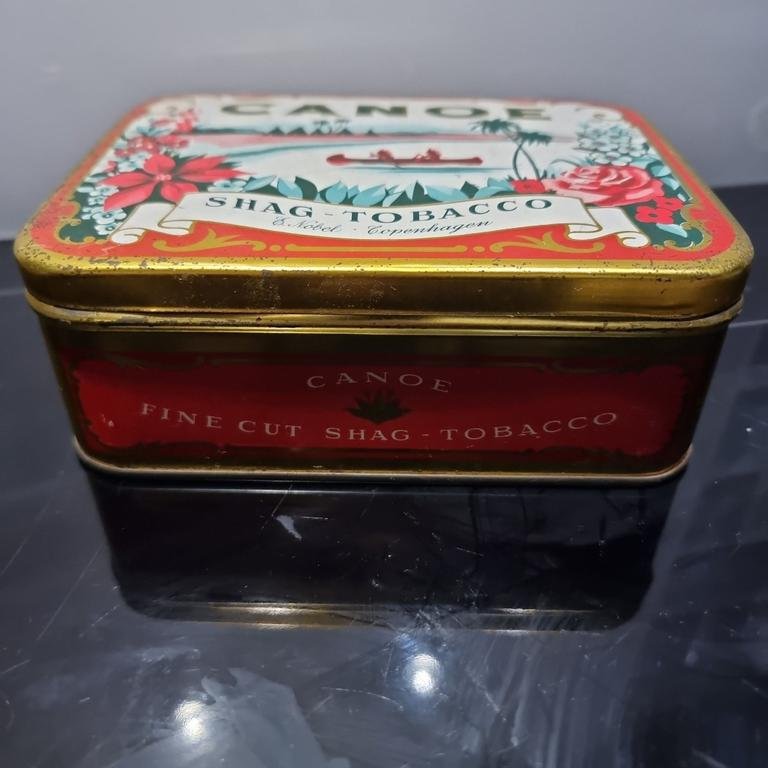 CANOE
SHAG-TOBACCO
E. Nobel · Copenhagen
CANOE
FINE CUT SHAG-TOBACCO